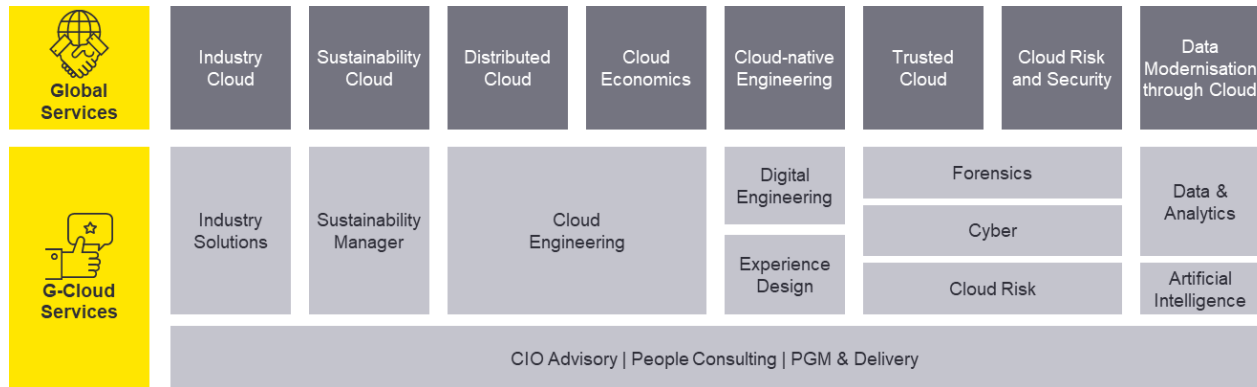 Global
Services
Industry
Cloud
Sustainability
Cloud
Distributed
Cloud
Cloud
Economics
Cloud-native
Engineering
Trusted
Cloud
Cloud Risk
and Security
Data
Modernisation
through Cloud
G-Cloud
Services
Industry
Solutions
Sustainability
Manager
Cloud
Engineering
Digital
Engineering
Experience
Design
Forensics
Cyber
Cloud Risk
Data &
Analytics
Artificial
Intelligence
CIO Advisory | People Consulting | PGM & Delivery